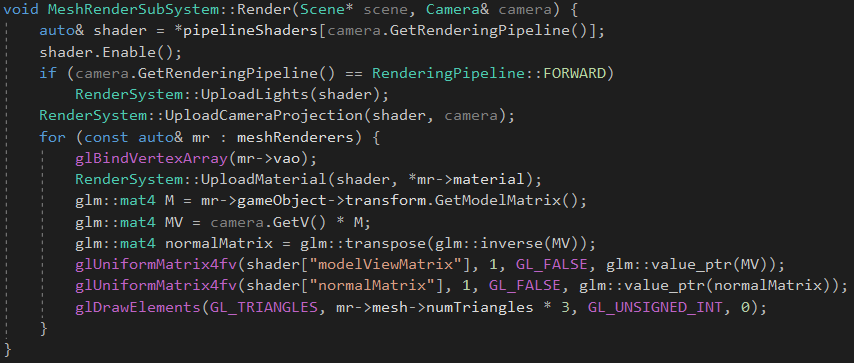 void MeshRenderSubSystem::Render(Scene* scene, Camera& camera) {
    auto& shader = *pipelineShaders[camera.GetRenderingPipeline()];
    shader.Enable();
    if (camera.GetRenderingPipeline() == RenderingPipeline::FORWARD)
        RenderSystem::UploadLights(shader);
    RenderSystem::UploadCameraProjection(shader, camera);
    for (const auto& mr : meshRenderers) {
        glBindVertexArray(mr->vao);
        RenderSystem::UploadMaterial(shader, *mr->material);
        glm::mat4 M = mr->gameObject->transform.GetModelMatrix();
        glm::mat4 MV = camera.GetV() * M;
        glm::mat4 normalMatrix = glm::transpose(glm::inverse(MV));
        glUniformMatrix4fv(shader["modelViewMatrix"], 1, GL_FALSE, glm::value_ptr(MV));
        glUniformMatrix4fv(shader["normalMatrix"], 1, GL_FALSE, glm::value_ptr(normalMatrix));
        glDrawElements(GL_TRIANGLES, mr->mesh->numTriangles * 3, GL_UNSIGNED_INT, 0);
    }
}